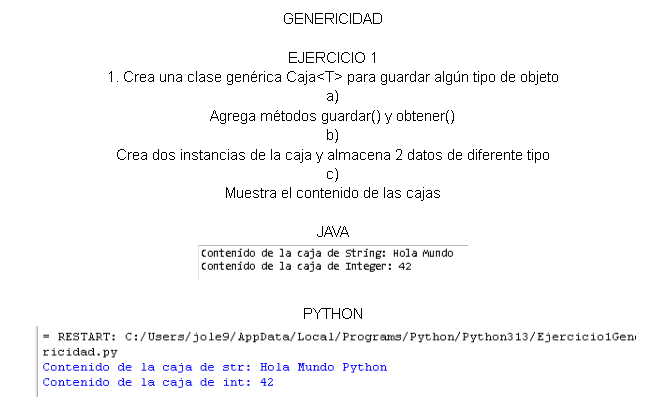 GENERICIDAD
EJERCICIO 1
1. Crea una clase genérica Caja<T> para guardar algún tipo de objeto
a)
Agrega métodos guardar() y obtener()
b)
Crea dos instancias de la caja y almacena 2 datos de diferente tipo
c)
Muestra el contenido de las cajas
JAVA
Contenido de la caja de String: Hola Mundo
Contenido de la caja de Integer: 42
PYTHON
= RESTART: C:/Users/jole9/AppData/Local/Programs/Python/Python313/Ejercicio1Gene
ricidad.py
Contenido de la caja de str: Hola Mundo Python
Contenido de la caja de int: 42